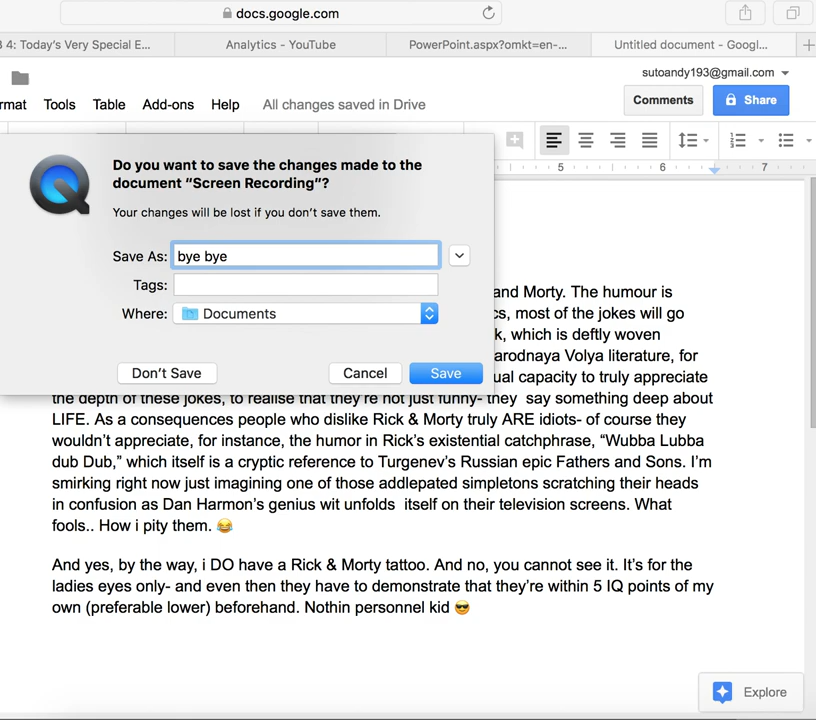 docs.google.com
3 4: Today's Very Special E...
Analytics - YouTube
PowerPoint.aspx?omkt=en-...
Untitled document - Googl...
sutoandy193@gmail.com
rmat Tools Table Add-ons Help All changes saved in Drive
Comments
Share
5 6 7
Do you want to save the changes made to the
document “Screen Recording”?
Your changes will be lost if you don’t save them.
Save As: bye bye
Tags:
Where: Documents
Don’t Save Cancel Save
and Morty. The humour is
cs, most of the jokes will go
k, which is deftly woven
arodnaya Volya literature, for
ual capacity to truly appreciate
the depth of these jokes, to realise that they’re not just funny- they say something deep about
LIFE. As a consequences people who dislike Rick & Morty truly ARE idiots- of course they
wouldn’t appreciate, for instance, the humor in Rick’s existential catchphrase, “Wubba Lubba
dub Dub,” which itself is a cryptic reference to Turgenev’s Russian epic Fathers and Sons. I’m
smirking right now just imagining one of those addlepated simpletons scratching their heads
in confusion as Dan Harmon’s genius wit unfolds itself on their television screens. What
fools.. How i pity them. 😂
And yes, by the way, i DO have a Rick & Morty tattoo. And no, you cannot see it. It’s for the
ladies eyes only- and even then they have to demonstrate that they’re within 5 IQ points of my
own (preferable lower) beforehand. Nothin personnel kid 😎
Explore